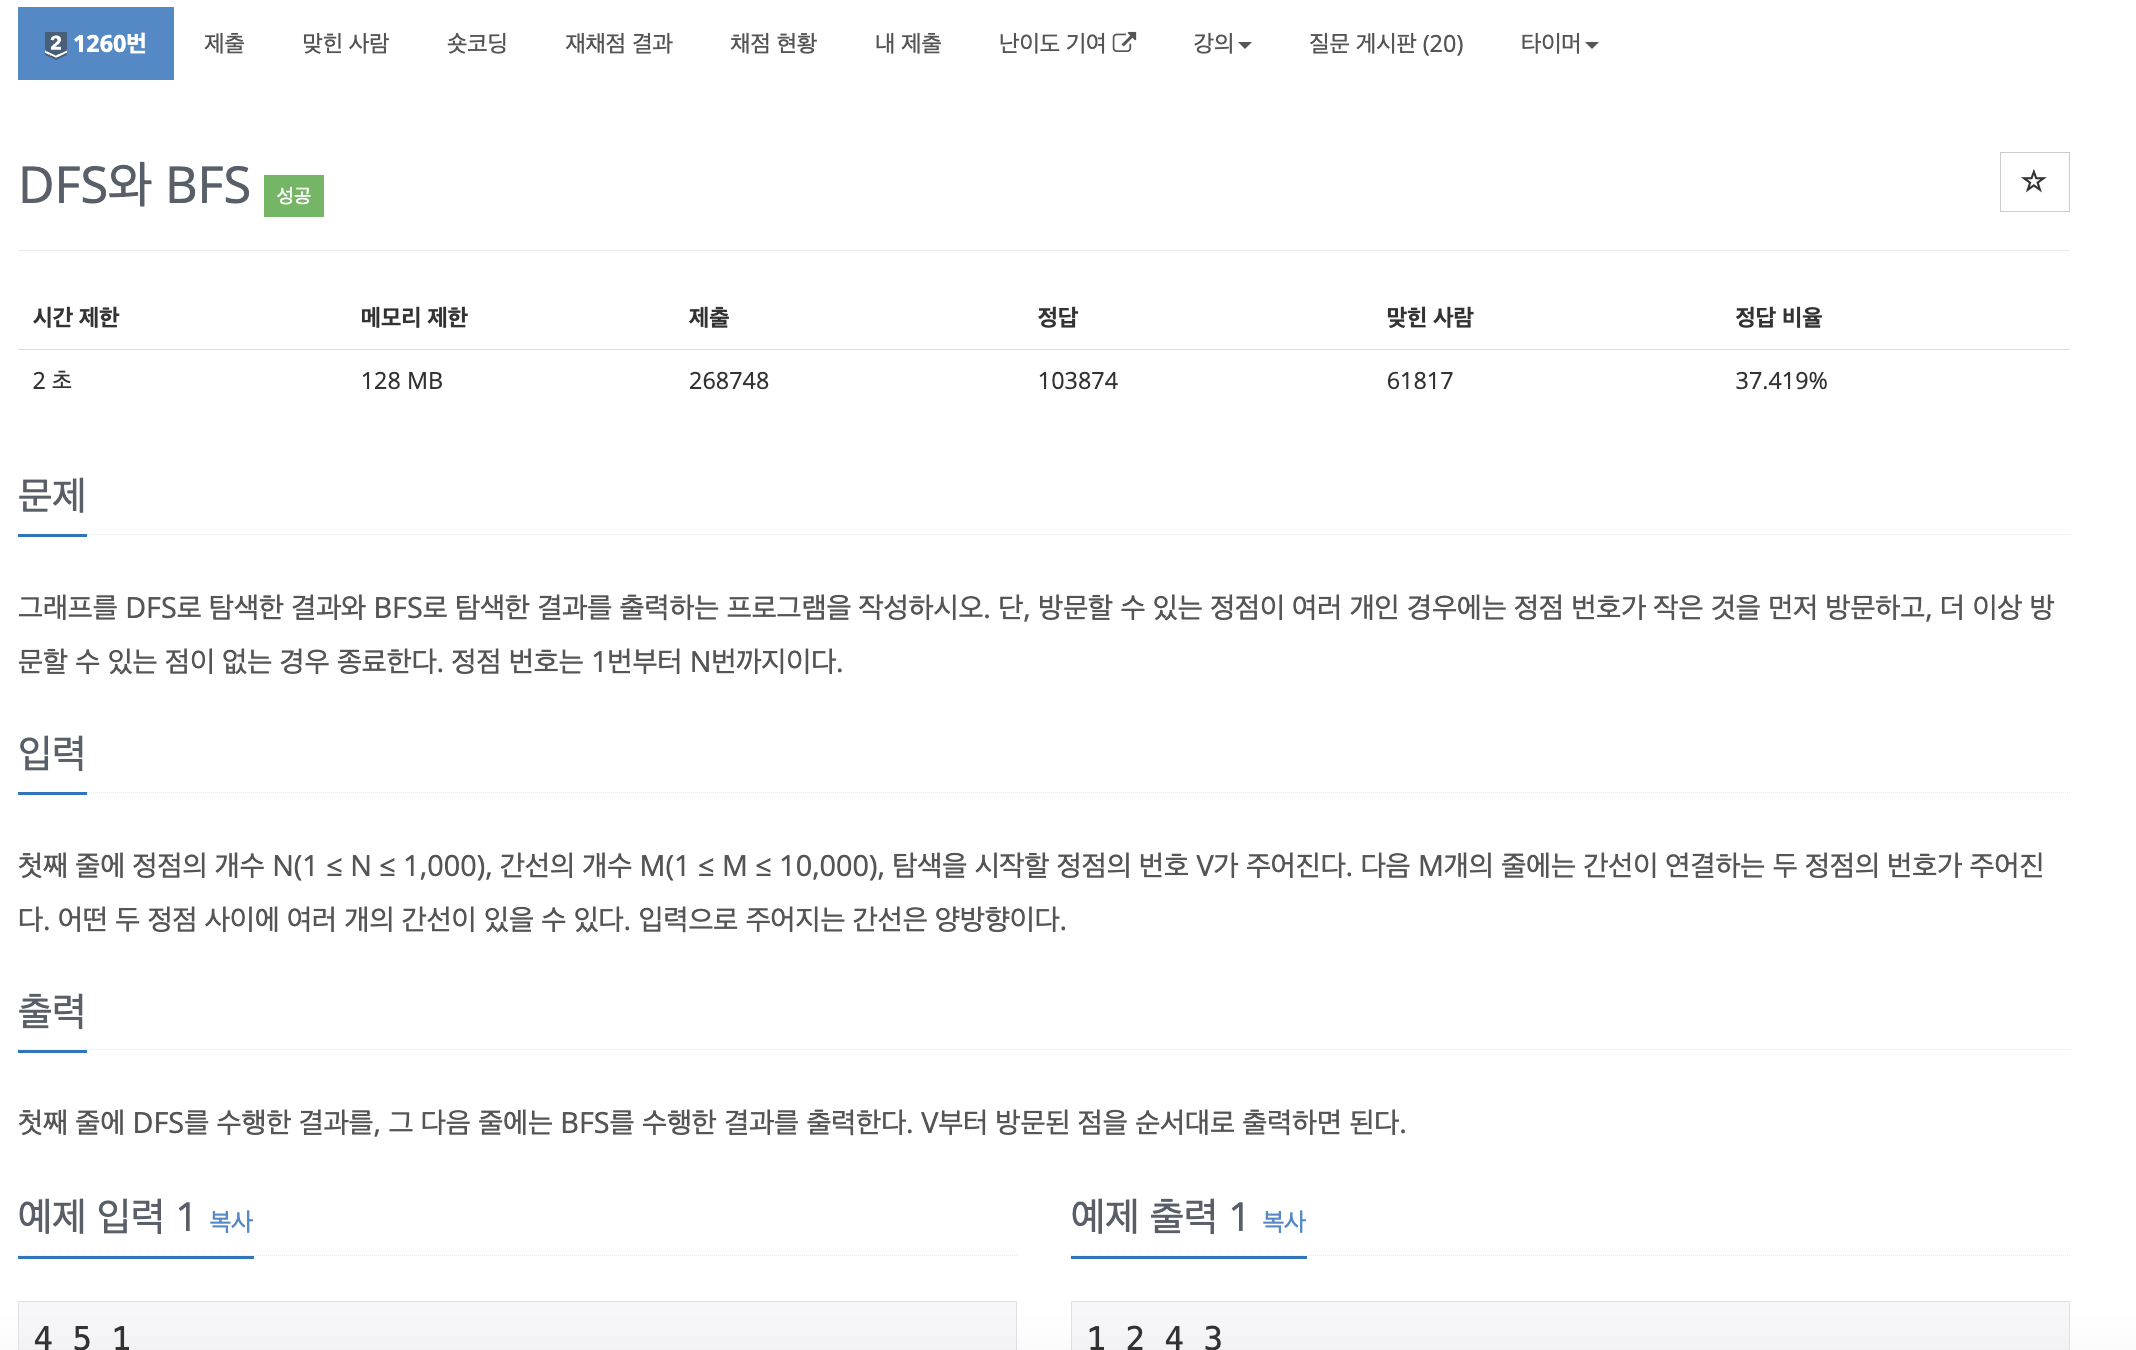 2 1260번 제출 맞힌 사람 숏코딩 재채점 결과 채점 현황 내 제출 난이도 기여 강의 질문 게시판 (20) 타이머
DFS와 BFS 성공
시간 제한 메모리 제한 제출 정답 맞힌 사람 정답 비율
2 초 128 MB 268748 103874 61817 37.419%
문제
그래프를 DFS로 탐색한 결과와 BFS로 탐색한 결과를 출력하는 프로그램을 작성하시오. 단, 방문할 수 있는 정점이 여러 개인 경우에는 정점 번호가 작은 것을 먼저 방문하고, 더 이상 방
문할 수 있는 점이 없는 경우 종료한다. 정점 번호는 1번부터 N번까지이다.
입력
첫째 줄에 정점의 개수 N(1 ≤ N ≤ 1,000), 간선의 개수 M(1 ≤ M ≤ 10,000), 탐색을 시작할 정점의 번호 V가 주어진다. 다음 M개의 줄에는 간선이 연결하는 두 정점의 번호가 주어진
다. 어떤 두 정점 사이에 여러 개의 간선이 있을 수 있다. 입력으로 주어지는 간선은 양방향이다.
출력
첫째 줄에 DFS를 수행한 결과를, 그 다음 줄에는 BFS를 수행한 결과를 출력한다. V부터 방문된 점을 순서대로 출력하면 된다.
예제 입력 1 복사
4 5 1
예제 출력 1 복사
1 2 4 3